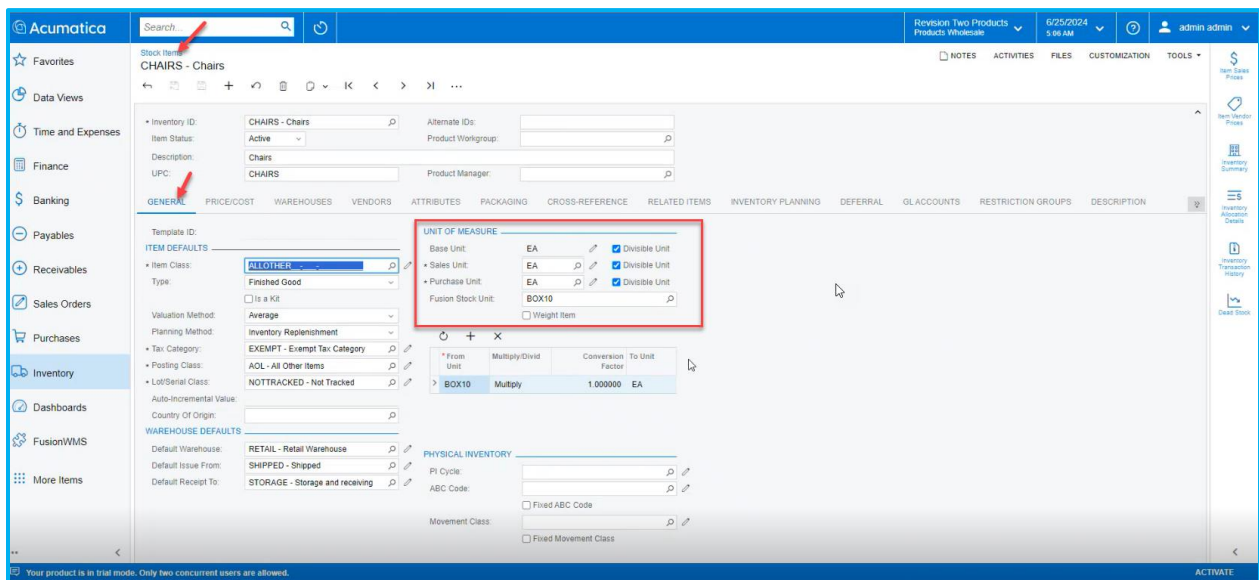 Acumatica
Search...
Revision Two Products
Products Wholesale
6/25/2024
5:06 AM
admin admin
Favorites
Data Views
Time and Expenses
Finance
Banking
Payables
Receivables
Sales Orders
Purchases
Inventory
Dashboards
FusionWMS
More Items
Stock Items
CHAIRS - Chairs
NOTES ACTIVITIES FILES CUSTOMIZATION TOOLS
* Inventory ID: CHAIRS - Chairs Alternate IDs:
Item Status: Active Product Workgroup:
Description: Chairs
UPC: CHAIRS Product Manager:
GENERAL PRICE/COST WAREHOUSES VENDORS ATTRIBUTES PACKAGING CROSS-REFERENCE RELATED ITEMS INVENTORY PLANNING DEFERRAL GL ACCOUNTS RESTRICTION GROUPS DESCRIPTION
Template ID:
ITEM DEFAULTS
* Item Class: ALLOTHER__-__-__
Type: Finished Good
Is a Kit
Valuation Method: Average
Planning Method: Inventory Replenishment
* Tax Category: EXEMPT - Exempt Tax Category
* Posting Class: AOL - All Other Items
* Lot/Serial Class: NOTTRACKED - Not Tracked
Auto-Incremental Value:
Country Of Origin:
WAREHOUSE DEFAULTS
Default Warehouse: RETAIL - Retail Warehouse
Default Issue From: SHIPPED - Shipped
Default Receipt To: STORAGE - Storage and receiving
UNIT OF MEASURE
Base Unit: EA Divisible Unit
* Sales Unit: EA Divisible Unit
* Purchase Unit: EA Divisible Unit
Fusion Stock Unit: BOX10
Weight Item
* From Unit Multiply/Divid Conversion Factor To Unit
BOX10 Multiply 1.000000 EA
PHYSICAL INVENTORY
PI Cycle:
ABC Code:
Fixed ABC Code
Movement Class:
Fixed Movement Class
Item Sales
Prices
Item Vendor
Prices
Inventory
Summary
Inventory
Allocation
Details
Inventory
Transaction
History
Dead Stock
Your product is in trial mode. Only two concurrent users are allowed.
ACTIVATE